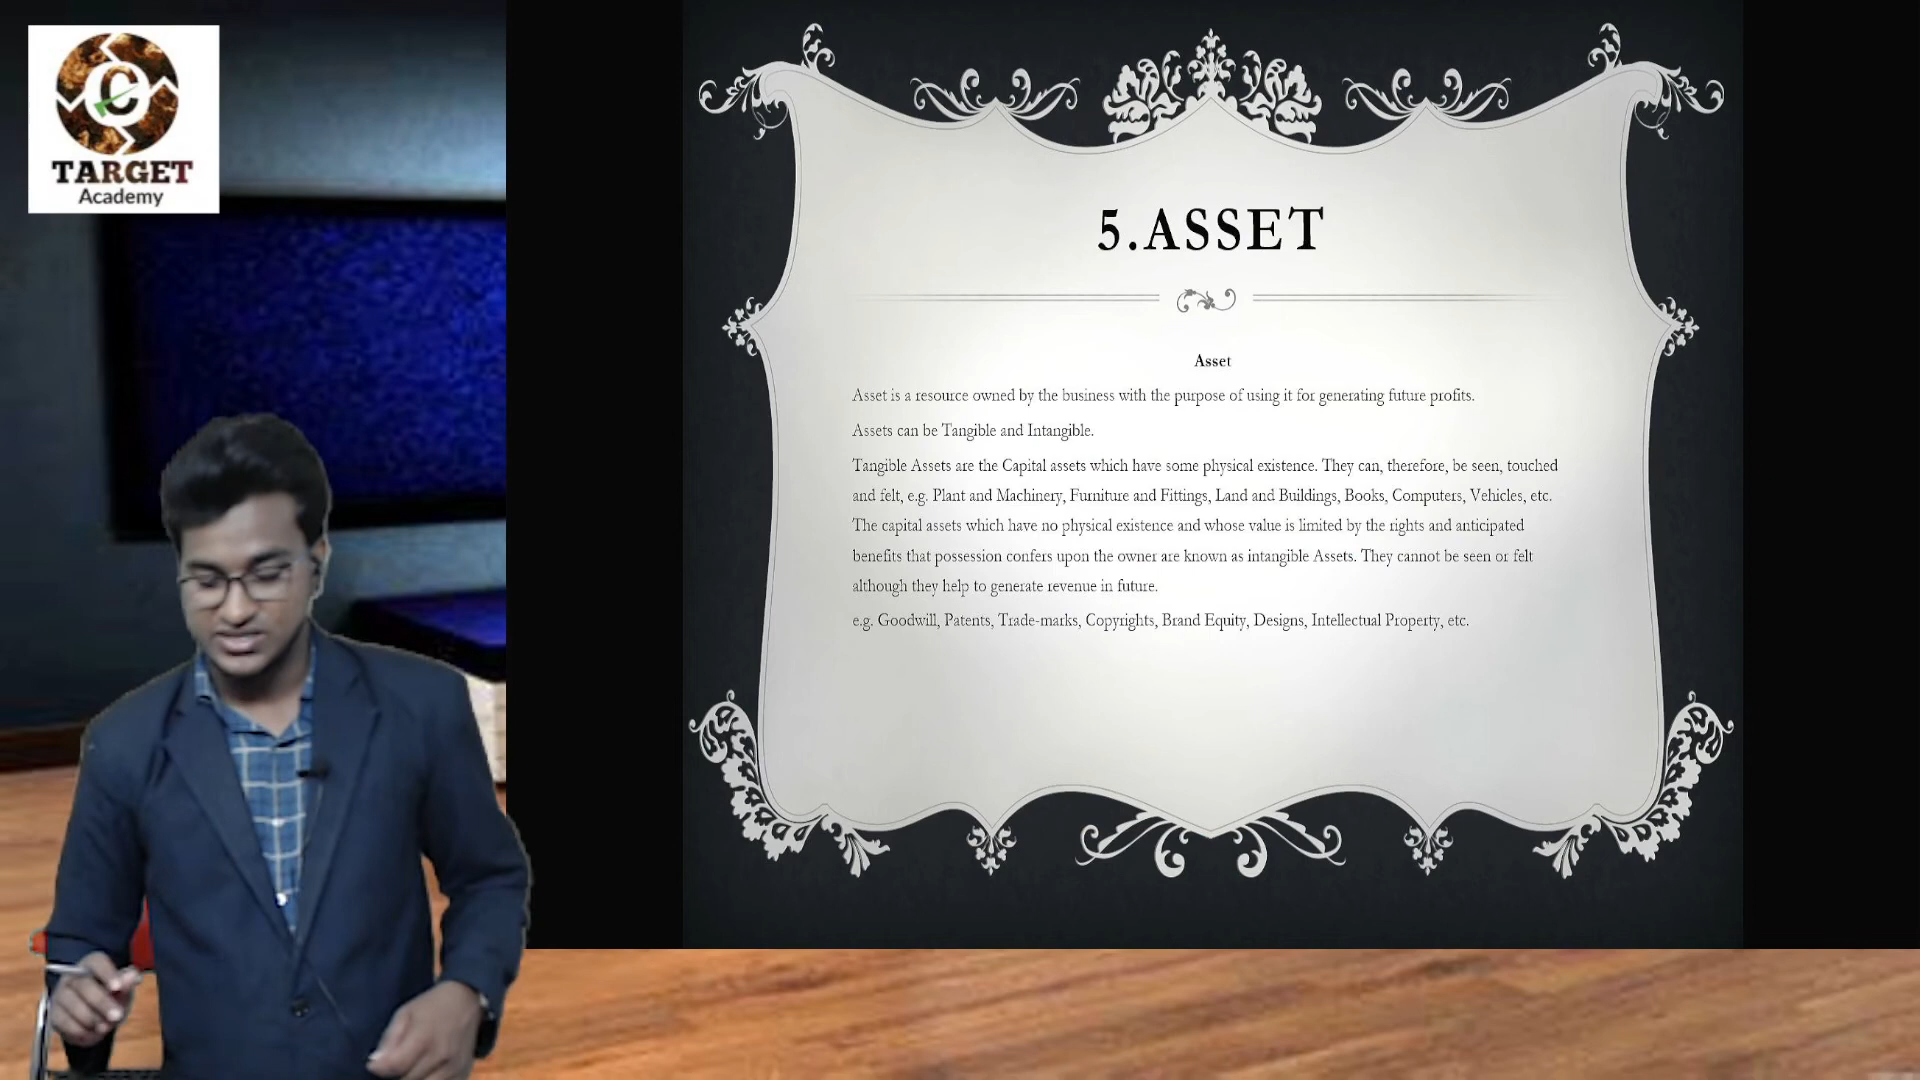 TARGET
Academy
5.ASSET
Asset
Asset is a resource owned by the business with the purpose of using it for generating future profits.
Assets can be Tangible and Intangible.
Tangible Assets are the Capital assets which have some physical existence. They can, therefore, be seen, touched
and felt, e.g. Plant and Machinery, Furniture and Fittings, Land and Buildings, Books, Computers, Vehicles, etc.
The capital assets which have no physical existence and whose value is limited by the rights and anticipated
benefits that possession confers upon the owner are known as intangible Assets. They cannot be seen or felt
although they help to generate revenue in future.
e.g. Goodwill, Patents, Trade-marks, Copyrights, Brand Equity, Designs, Intellectual Property, etc.